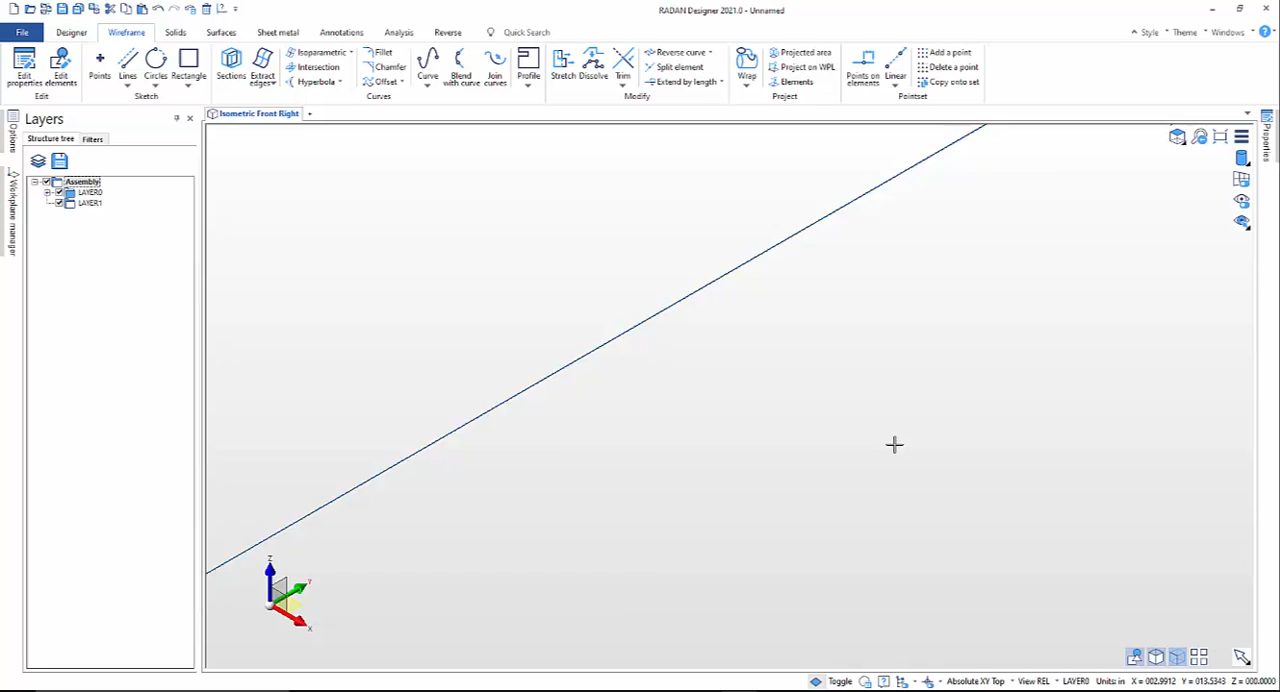 RADAN Designer 2021.0 - Unnamed
File Designer Wireframe Solids Surfaces Sheet metal Annotations Analysis Reverse Quick Search Style Theme Windows
Edit properties Edit elements Points Lines Circles Rectangle Sections Extract edges Isoparametric Intersection Hyperbola Fillet Chamfer Offset Curve Blend with curve Join curves Profile Stretch Dissolve Trim Reverse curve Split element Extend by length Wrap Projected area Project on WPL Elements Points on elements Linear Add a point Delete a point Copy onto set
Edit Sketch Curves Modify Project Pointset
Layers
Isometric Front Right
Options
Properties
Structure tree Filters
Workplane manager
Assembly
LAYER0
LAYER1
Z
Y
X
Toggle Absolute XY Top View REL LAYER0 Units: in X = 002.9912 Y = 013.5343 Z = 000.0000